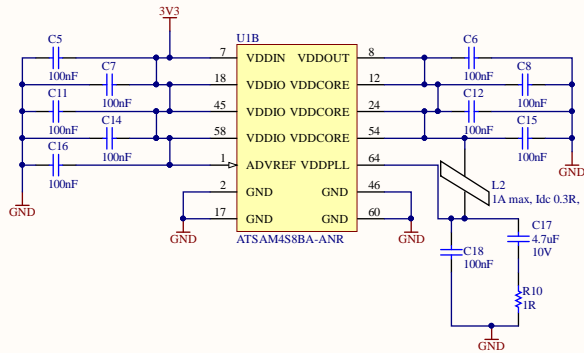 3V3
U1B
C5
100nF
C7
100nF
C11
100nF
C14
100nF
C16
100nF
GND
7 VDDIN VDDOUT 8
18 VDDIO VDDCORE 12
45 VDDIO VDDCORE 24
58 VDDIO VDDCORE 54
1 ADVREF VDDPLL 64
2 GND GND 46
17 GND GND 60
ATSAM4S8BA-ANR
GND
GND
C6
100nF
C8
100nF
C12
100nF
C15
100nF
GND
L2
1A max, Idc 0.3R,
C17
4.7uF
10V
C18
100nF
R10
1R
GND